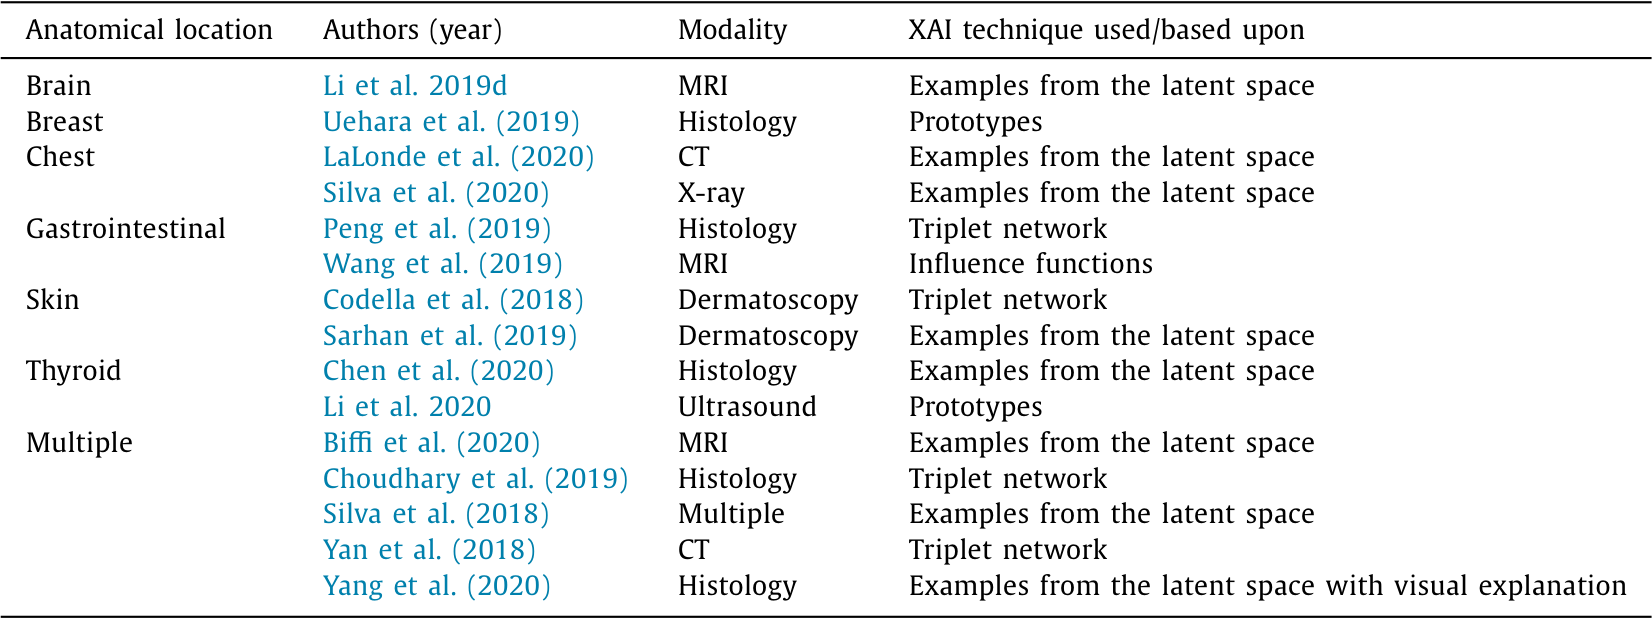 Anatomical location Authors (year) Modality XAI technique used/based upon
Brain Li et al. 2019d MRI Examples from the latent space
Breast Uehara et al. (2019) Histology Prototypes
Chest LaLonde et al. (2020) CT Examples from the latent space
Silva et al. (2020) X-ray Examples from the latent space
Gastrointestinal Peng et al. (2019) Histology Triplet network
Wang et al. (2019) MRI Influence functions
Skin Codella et al. (2018) Dermatoscopy Triplet network
Sarhan et al. (2019) Dermatoscopy Examples from the latent space
Thyroid Chen et al. (2020) Histology Examples from the latent space
Li et al. 2020 Ultrasound Prototypes
Multiple Biffi et al. (2020) MRI Examples from the latent space
Choudhary et al. (2019) Histology Triplet network
Silva et al. (2018) Multiple Examples from the latent space
Yan et al. (2018) CT Triplet network
Yang et al. (2020) Histology Examples from the latent space with visual explanation